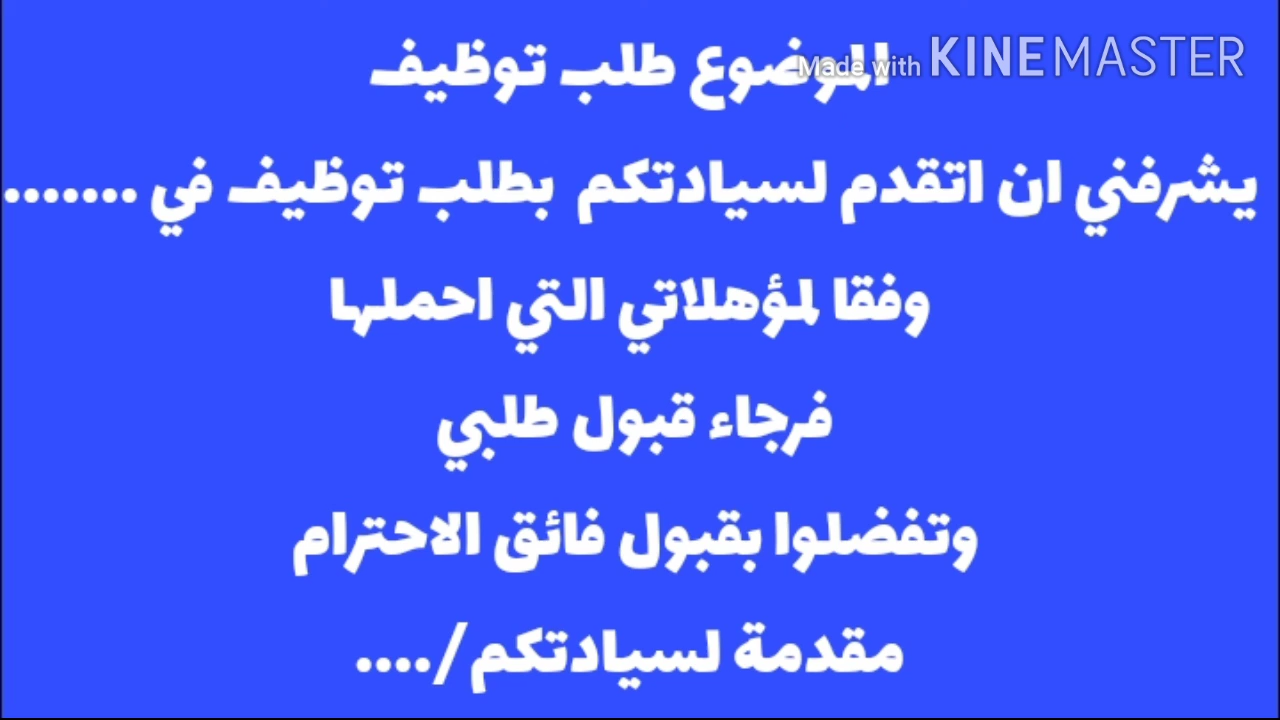 الموضوع طلب توظيف
Made with KINEMASTER
يشرفني ان اتقدم لسيادتكم بطلب توظيف في .......
وفقا لمؤهلاتي التي احملها
فرجاء قبول طلبي
وتفضلوا بقبول فائق الاحترام
مقدمة لسيادتكم/....